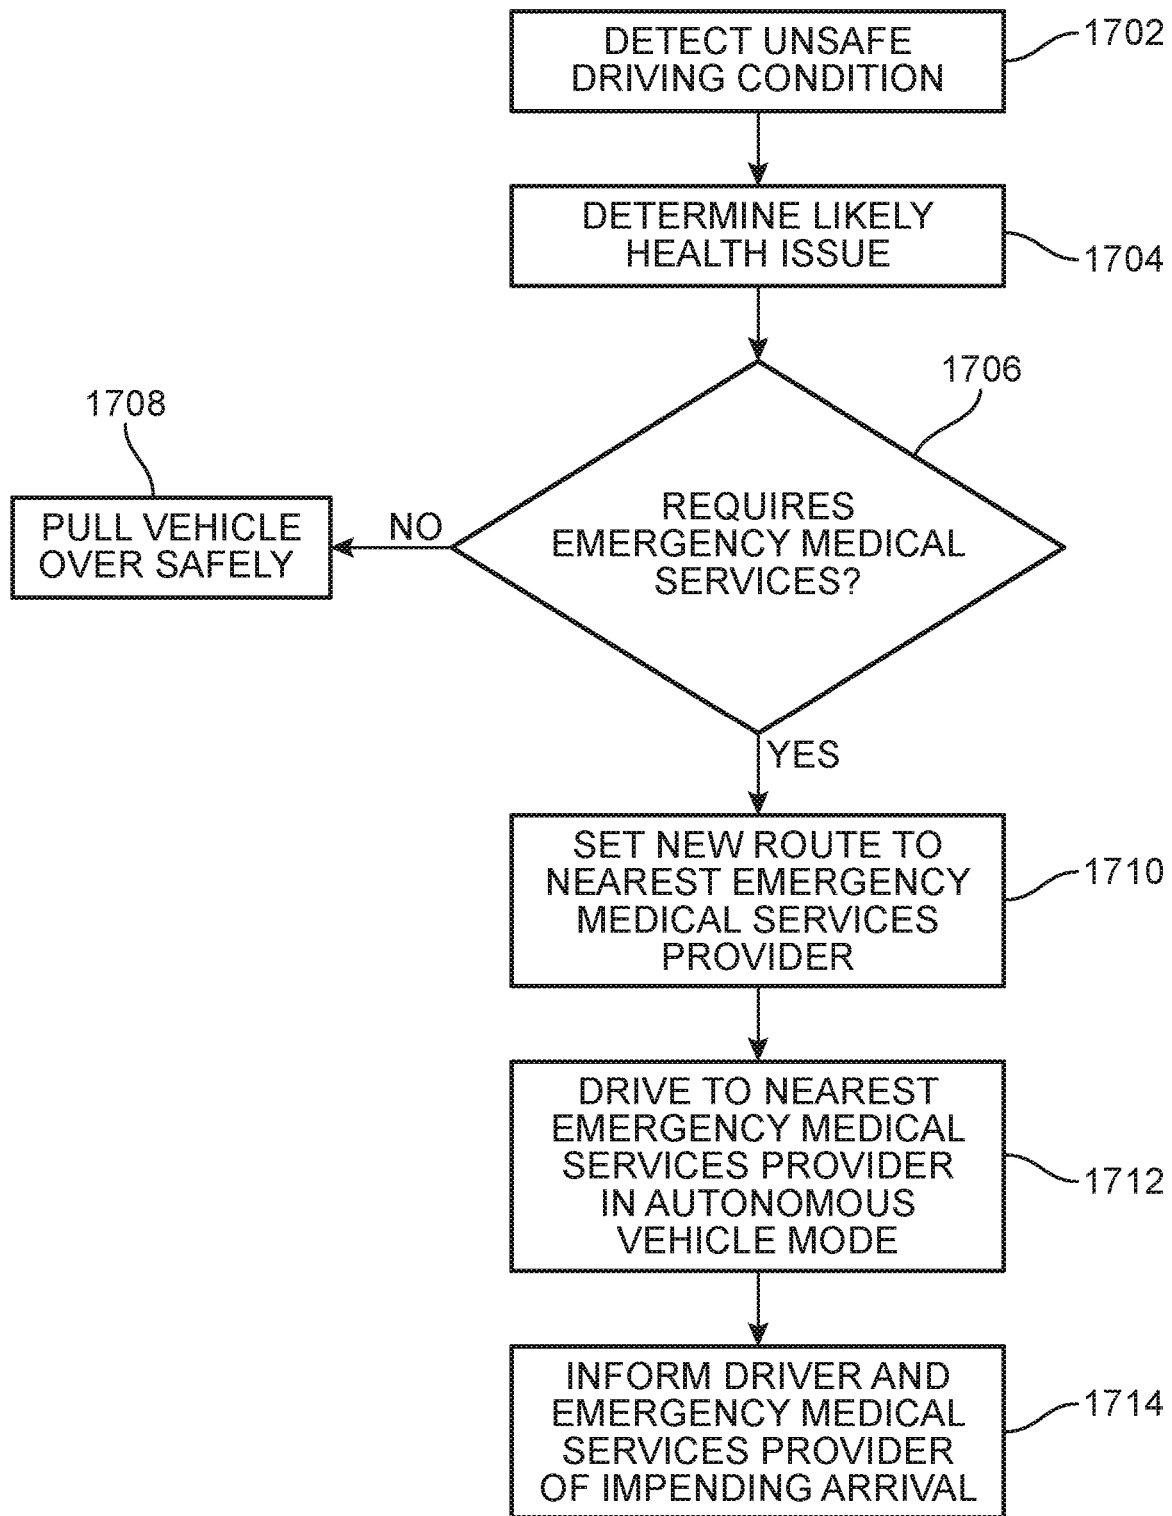 DETECT UNSAFE
DRIVING CONDITION
1702
DETERMINE LIKELY
HEALTH ISSUE
1704
1706
1708
REQUIRES
EMERGENCY MEDICAL
SERVICES?
NO
PULL VEHICLE
OVER SAFELY
YES
SET NEW ROUTE TO
NEAREST EMERGENCY
MEDICAL SERVICES
PROVIDER
1710
DRIVE TO NEAREST
EMERGENCY MEDICAL
SERVICES PROVIDER
IN AUTONOMOUS
VEHICLE MODE
1712
INFORM DRIVER AND
EMERGENCY MEDICAL
SERVICES PROVIDER
OF IMPENDING ARRIVAL
1714